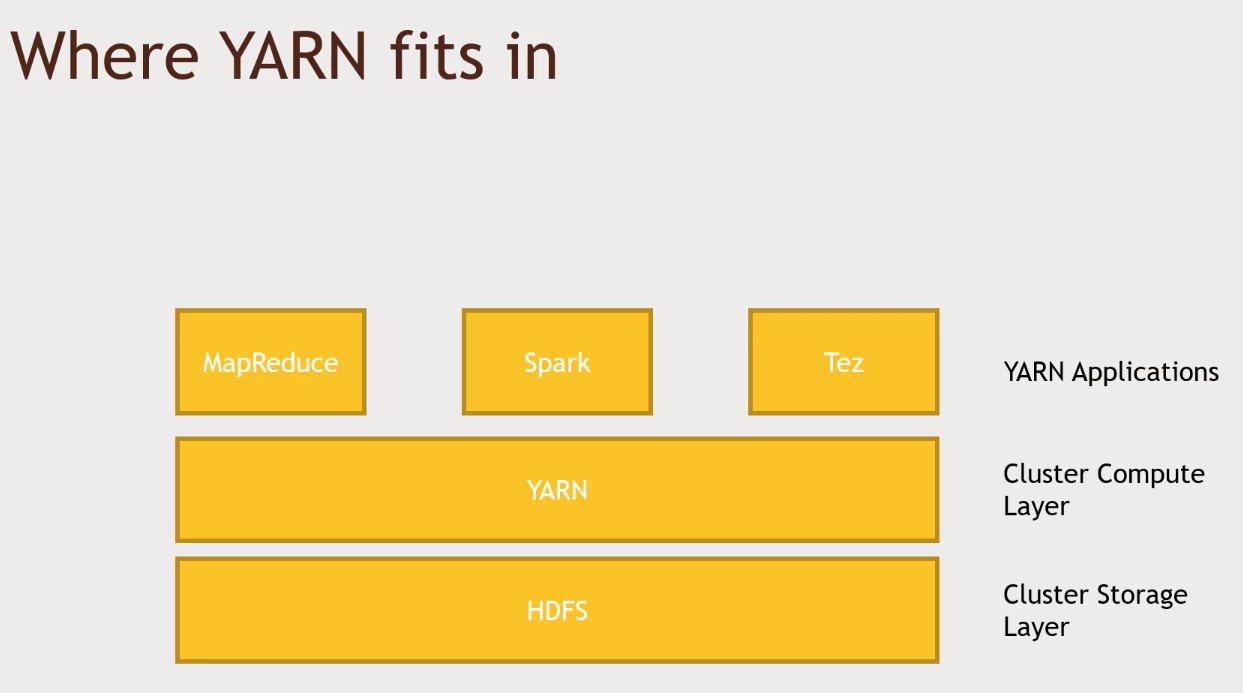 Where YARN fits in
MapReduce
Spark
Tez
YARN Applications
YARN
Cluster Compute
Layer
HDFS
Cluster Storage
Layer